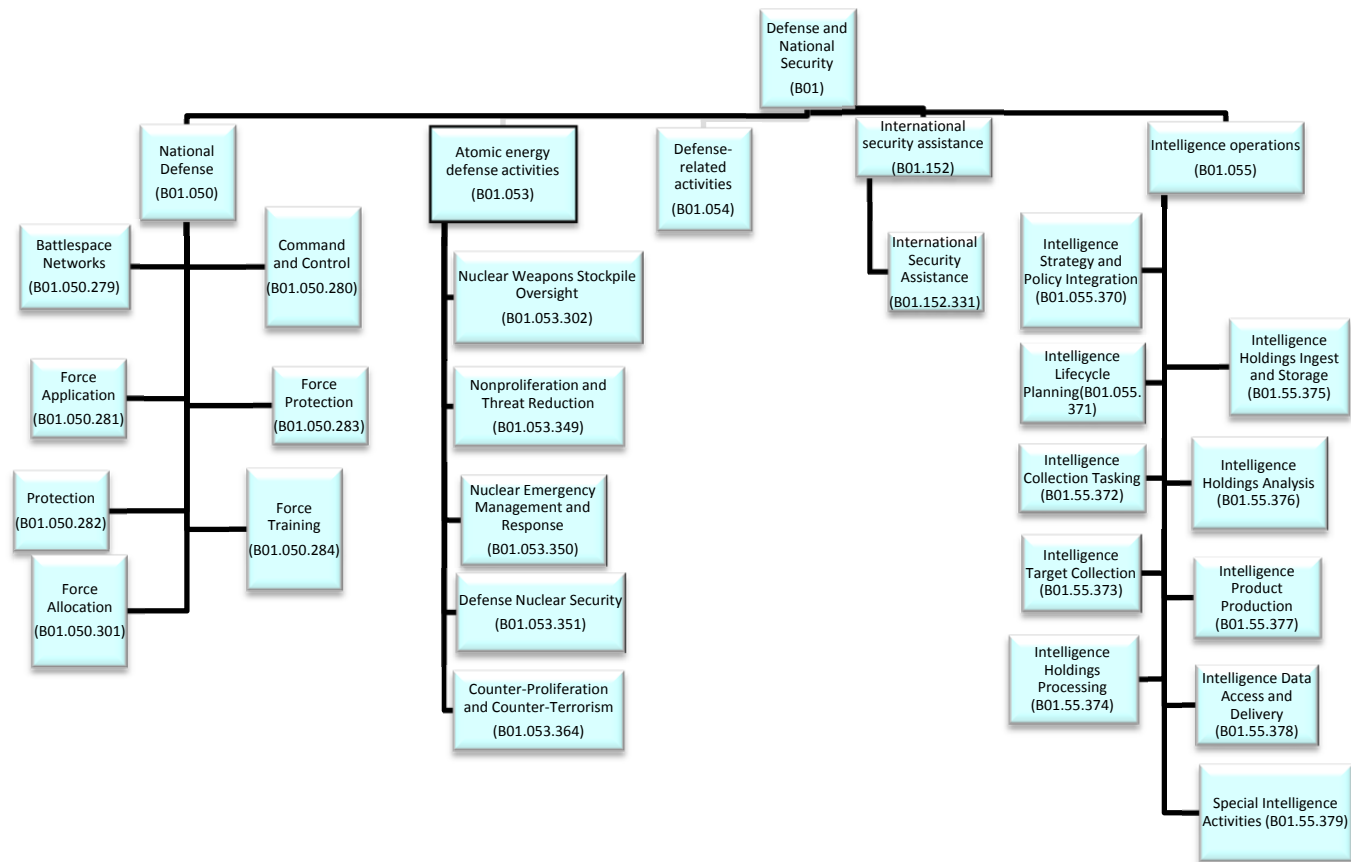 Defense and
National
Security
(B01)
National
Defense
(B01.050)
Battlespace
Networks
(B01.050.279)
Command
and Control
(B01.050.280)
Force
Application
(B01.050.281)
Force
Protection
(B01.050.283)
Protection
(B01.050.282)
Force
Training
(B01.050.284)
Force
Allocation
(B01.050.301)
Atomic energy
defense activities
(B01.053)
Nuclear Weapons Stockpile
Oversight
(B01.053.302)
Nonproliferation and
Threat Reduction
(B01.053.349)
Nuclear Emergency
Management and
Response
(B01.053.350)
Defense Nuclear Security
(B01.053.351)
Counter-Proliferation
and Counter-Terrorism
(B01.053.364)
Defense-
related
activities
(B01.054)
International
security assistance
(B01.152)
International
Security
Assistance
(B01.152.331)
Intelligence operations
(B01.055)
Intelligence
Strategy and
Policy Integration
(B01.055.370)
Intelligence
Lifecycle
Planning(B01.055.
371)
Intelligence
Collection Tasking
(B01.55.372)
Intelligence
Target Collection
(B01.55.373)
Intelligence
Holdings
Processing
(B01.55.374)
Intelligence
Holdings Ingest
and Storage
(B01.55.375)
Intelligence
Holdings Analysis
(B01.55.376)
Intelligence
Product
Production
(B01.55.377)
Intelligence Data
Access and
Delivery
(B01.55.378)
Special Intelligence
Activities (B01.55.379)